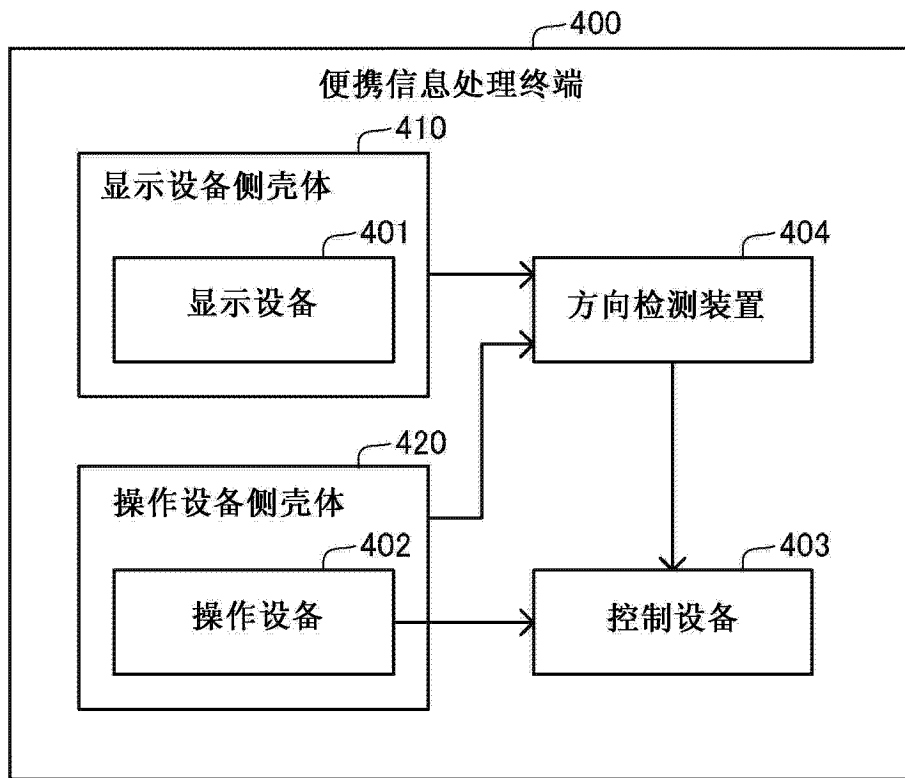 400
便携信息处理终端
410
显示设备侧壳体
401
显示设备
404
方向检测装置
420
操作设备侧壳体
402
操作设备
403
控制设备